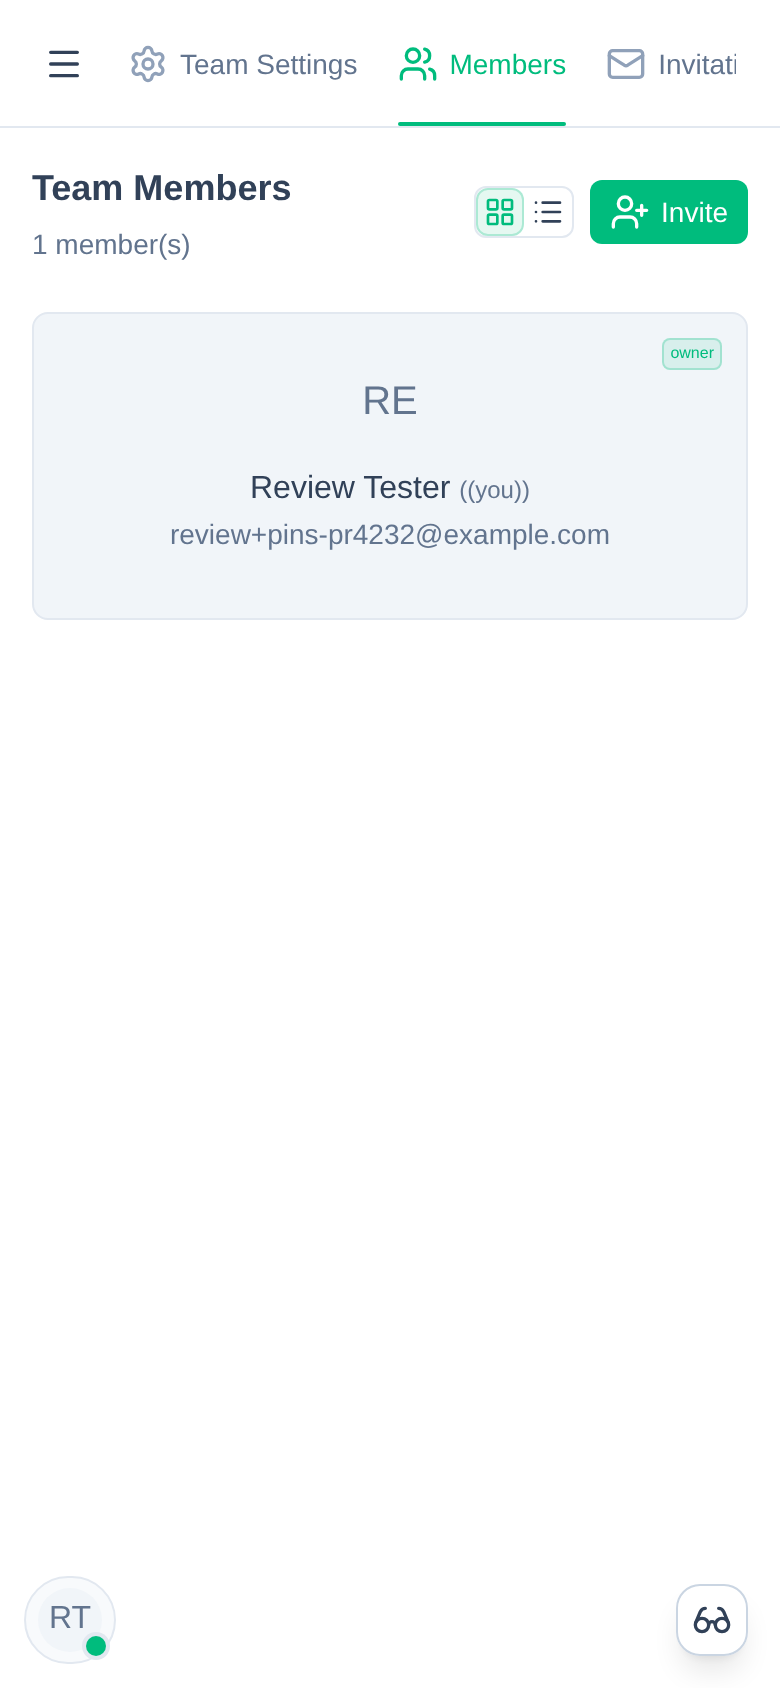 Team Settings
Members
Invitati
Team Members
1 member(s)
Invite
owner
RE
Review Tester ((you))
review+pins-pr4232@example.com
RT